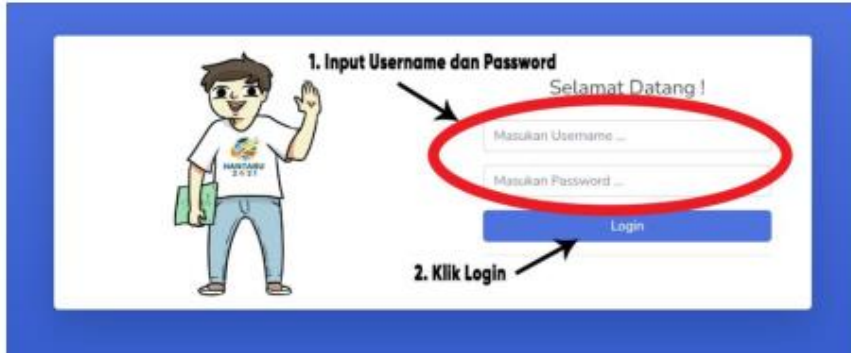 1. Input Username dan Password
Selamat Datang !
Masukan Username ...
Masukan Password ...
Login
2. Klik Login